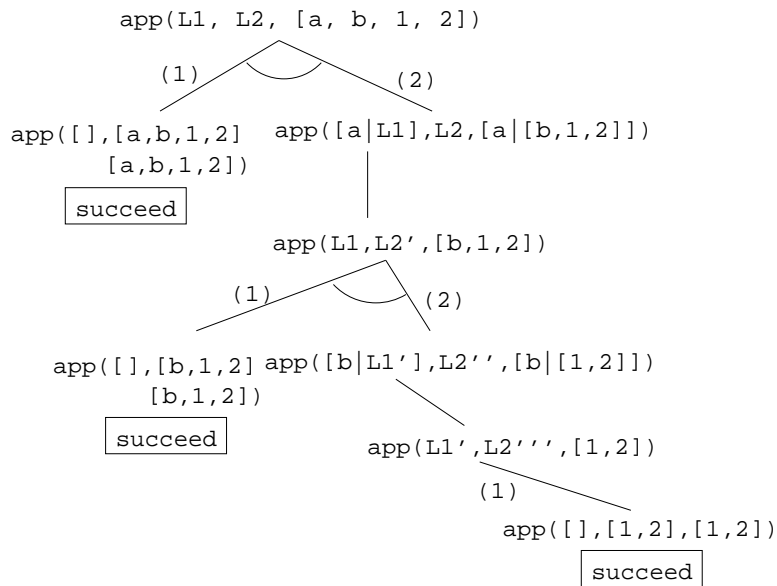 app(L1, L2, [a, b, 1, 2])
(1)
(2)
app([],[a,b,1,2]
[a,b,1,2])
succeed
app([a|L1],L2,[a|[b,1,2]])
app(L1,L2',[b,1,2])
(1)
(2)
app([],[b,1,2]
[b,1,2])
succeed
app([b|L1'],L2'',[b|[1,2]])
app(L1',L2''',[1,2])
(1)
app([],[1,2],[1,2])
succeed